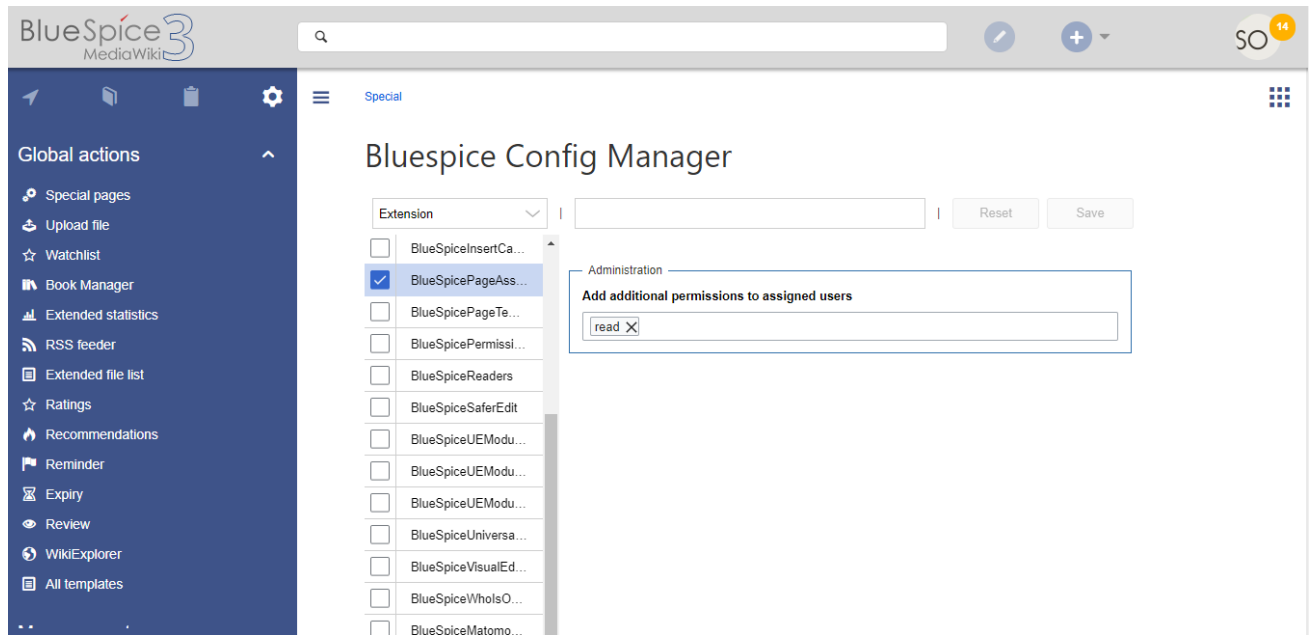 BlueSpice 3
MediaWiki
14
SO
Special
Global actions
Bluespice Config Manager
Special pages
Upload file
Watchlist
Book Manager
Extended statistics
RSS feeder
Extended file list
Ratings
Recommendations
Reminder
Expiry
Review
WikiExplorer
All templates
Extension
|
|
Reset
Save
BlueSpiceInsertCa...
BlueSpicePageAss...
BlueSpicePageTe...
BlueSpicePermissi...
BlueSpiceReaders
BlueSpiceSaferEdit
BlueSpiceUEModu...
BlueSpiceUEModu...
BlueSpiceUEModu...
BlueSpiceUniversa...
BlueSpiceVisualEd...
BlueSpiceWhoIsO...
BlueSpiceMatomo...
Administration
Add additional permissions to assigned users
read